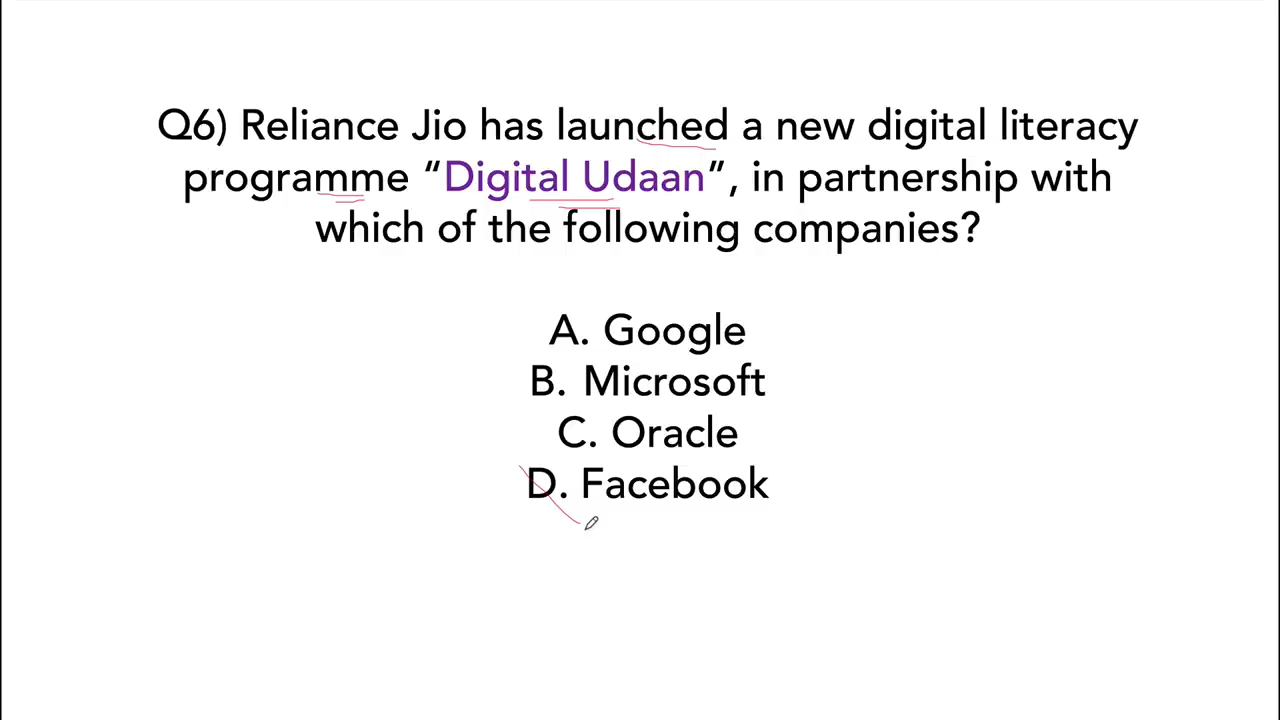 Q6) Reliance Jio has launched a new digital literacy
programme “Digital Udaan”, in partnership with
which of the following companies?
A. Google
B. Microsoft
C. Oracle
D. Facebook